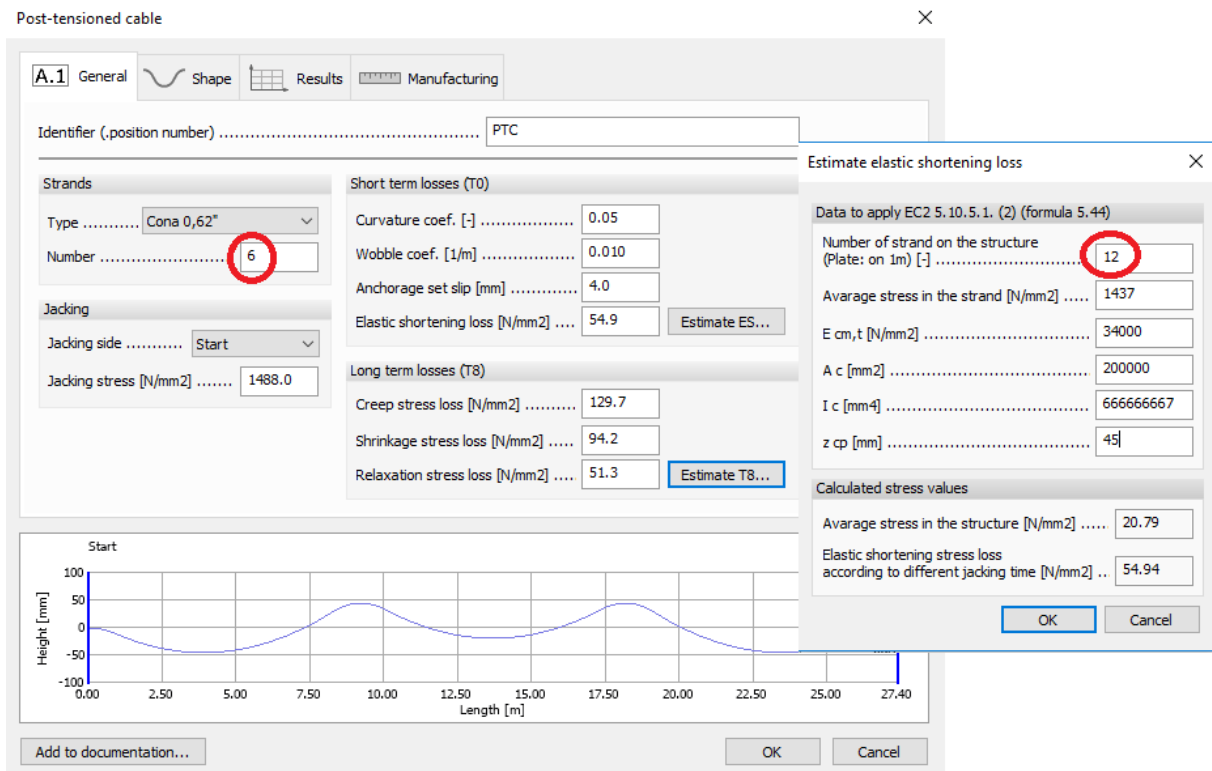 Post-tensioned cable
A.1 General Shape Results Manufacturing
Identifier (.position number) ................................................ PTC
Strands
Type ........... Cona 0,62"
Number ......................... 6
Jacking
Jacking side ........... Start
Jacking stress [N/mm2] ....... 1488.0
Short term losses (T0)
Curvature coef. [-] .................. 0.05
Wobble coef. [1/m] .................. 0.010
Anchorage set slip [mm] ............. 4.0
Elastic shortening loss [N/mm2] .... 54.9 Estimate ES...
Long term losses (T8)
Creep stress loss [N/mm2] .......... 129.7
Shrinkage stress loss [N/mm2] ..... 94.2
Relaxation stress loss [N/mm2] .... 51.3 Estimate T8...
Start
Height [mm]
100
50
0
-50
-100
0.00 2.50 5.00 7.50 10.00 12.50 15.00 17.50 20.00 22.50 25.00 27.40
Length [m]
Add to documentation... OK Cancel
Estimate elastic shortening loss
Data to apply EC2 5.10.5.1. (2) (formula 5.44)
Number of strand on the structure
(Plate: on 1m) [-] ............................ 12
Avarage stress in the strand [N/mm2] ..... 1437
E cm,t [N/mm2] ................................. 34000
A c [mm2] ........................................ 200000
I c [mm4] ........................................ 666666667
z cp [mm] ........................................ 45
Calculated stress values
Avarage stress in the structure [N/mm2] ...... 20.79
Elastic shortening stress loss
according to different jacking time [N/mm2] .. 54.94
OK Cancel